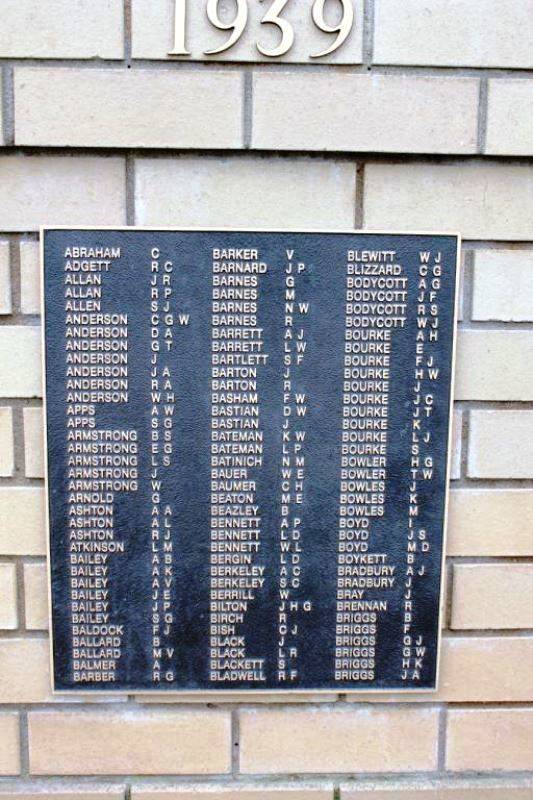 1939
ABRAHAM C
ADGETT R C
ALLAN J R
ALLAN R P
ALLEN S J
ANDERSON C G W
ANDERSON D A
ANDERSON G T
ANDERSON J
ANDERSON J A
ANDERSON R A
ANDERSON W H
APPS A W
APPS S G
ARMSTRONG B S
ARMSTRONG E G
ARMSTRONG L S
ARMSTRONG J
ARMSTRONG W
ARNOLD G
ASHTON A A
ASHTON A L
ASHTON R J
ATKINSON L M
BAILEY A B
BAILEY A K
BAILEY A V
BAILEY J E
BAILEY J P
BAILEY S G
BALDOCK F J
BALLARD B
BALLARD M V
BALMER A
BARBER R G
BARKER V
BARNARD J P
BARNES G
BARNES M
BARNES N W
BARNES R
BARRETT A J
BARRETT L W
BARTLETT S F
BARTON J
BARTON R
BASHAM F W
BASTIAN D W
BASTIAN J
BATEMAN K W
BATEMAN L P
BATINICH N M
BAUER W E
BAUMER C H
BEATON M E
BEAZLEY B
BENNETT A P
BENNETT L D
BENNETT W L
BERGIN L D
BERKELEY A C
BERKELEY S C
BERRILL W
BILTON J H G
BIRCH R
BISH C J
BLACK J
BLACK L R
BLACKETT S
BLADWELL R F
BLEWITT W J
BLIZZARD C G
BODYCOTT A G
BODYCOTT J F
BODYCOTT R S
BODYCOTT W J
BOURKE A H
BOURKE E
BOURKE F J
BOURKE H W
BOURKE J
BOURKE J C
BOURKE J T
BOURKE K
BOURKE L J
BOURKE S
BOWLER H G
BOWLER T W
BOWLES J
BOWLES K
BOWLES M
BOYD I
BOYD J S
BOYD M D
BOYKETT B
BRADBURY A J
BRADBURY J
BRAY J
BRENNAN R
BRIGGS B
BRIGGS F
BRIGGS G J
BRIGGS G W
BRIGGS H K
BRIGGS J A